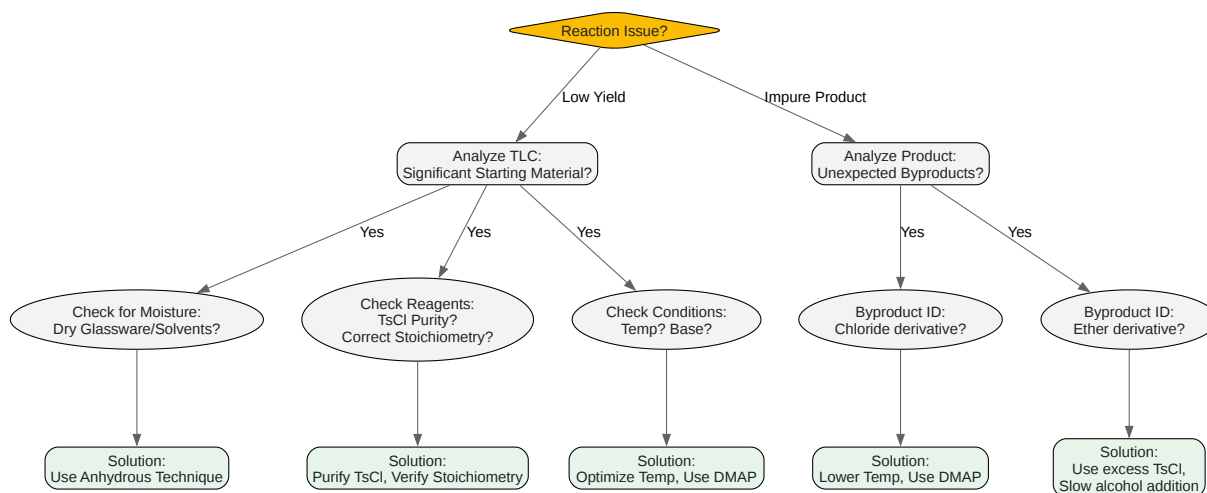 Reaction Issue?
Low Yield
Impure Product
Analyze TLC:
Significant Starting Material?
Analyze Product:
Unexpected Byproducts?
Yes
Yes
Yes
Yes
Yes
Check for Moisture:
Dry Glassware/Solvents?
Check Reagents:
TsCl Purity?
Correct Stoichiometry?
Check Conditions:
Temp? Base?
Byproduct ID:
Chloride derivative?
Byproduct ID:
Ether derivative?
Solution:
Use Anhydrous Technique
Solution:
Purify TsCl, Verify Stoichiometry
Solution:
Optimize Temp, Use DMAP
Solution:
Lower Temp, Use DMAP
Solution:
Use excess TsCl,
Slow alcohol addition